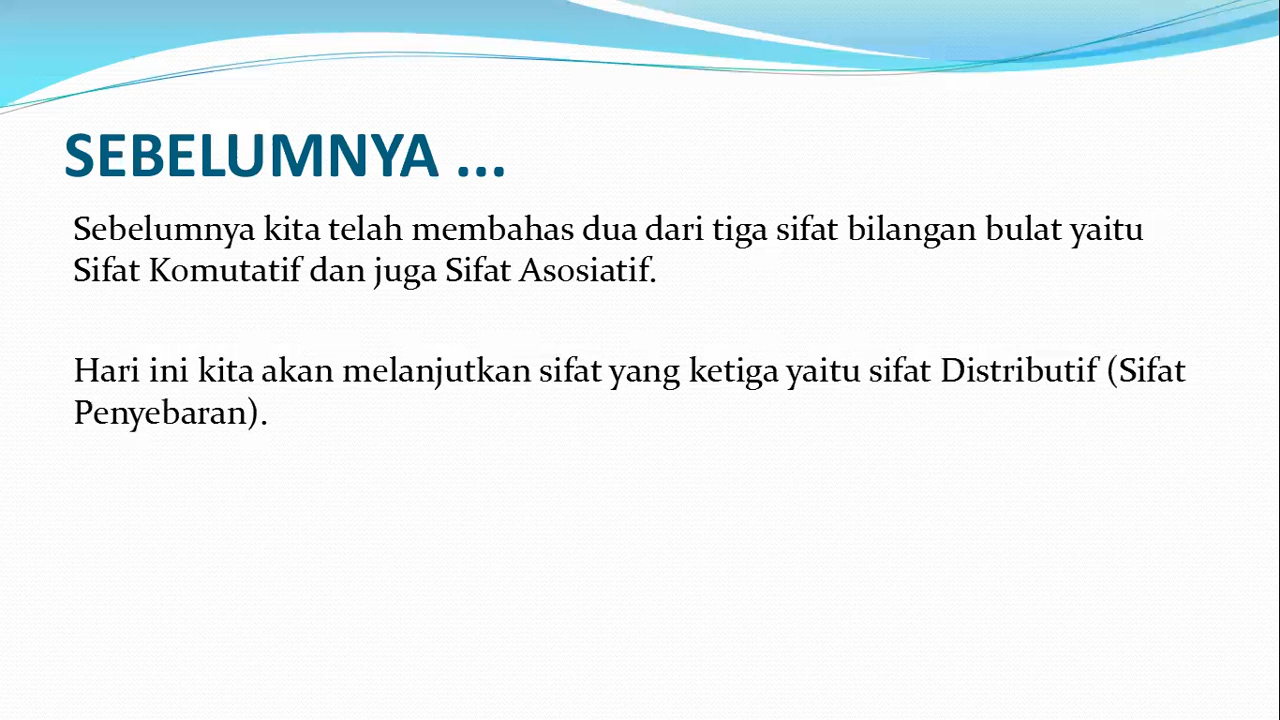 SEBELUMNYA ...
Sebelumnya kita telah membahas dua dari tiga sifat bilangan bulat yaitu
Sifat Komutatif dan juga Sifat Asosiatif.
Hari ini kita akan melanjutkan sifat yang ketiga yaitu sifat Distributif (Sifat
Penyebaran).